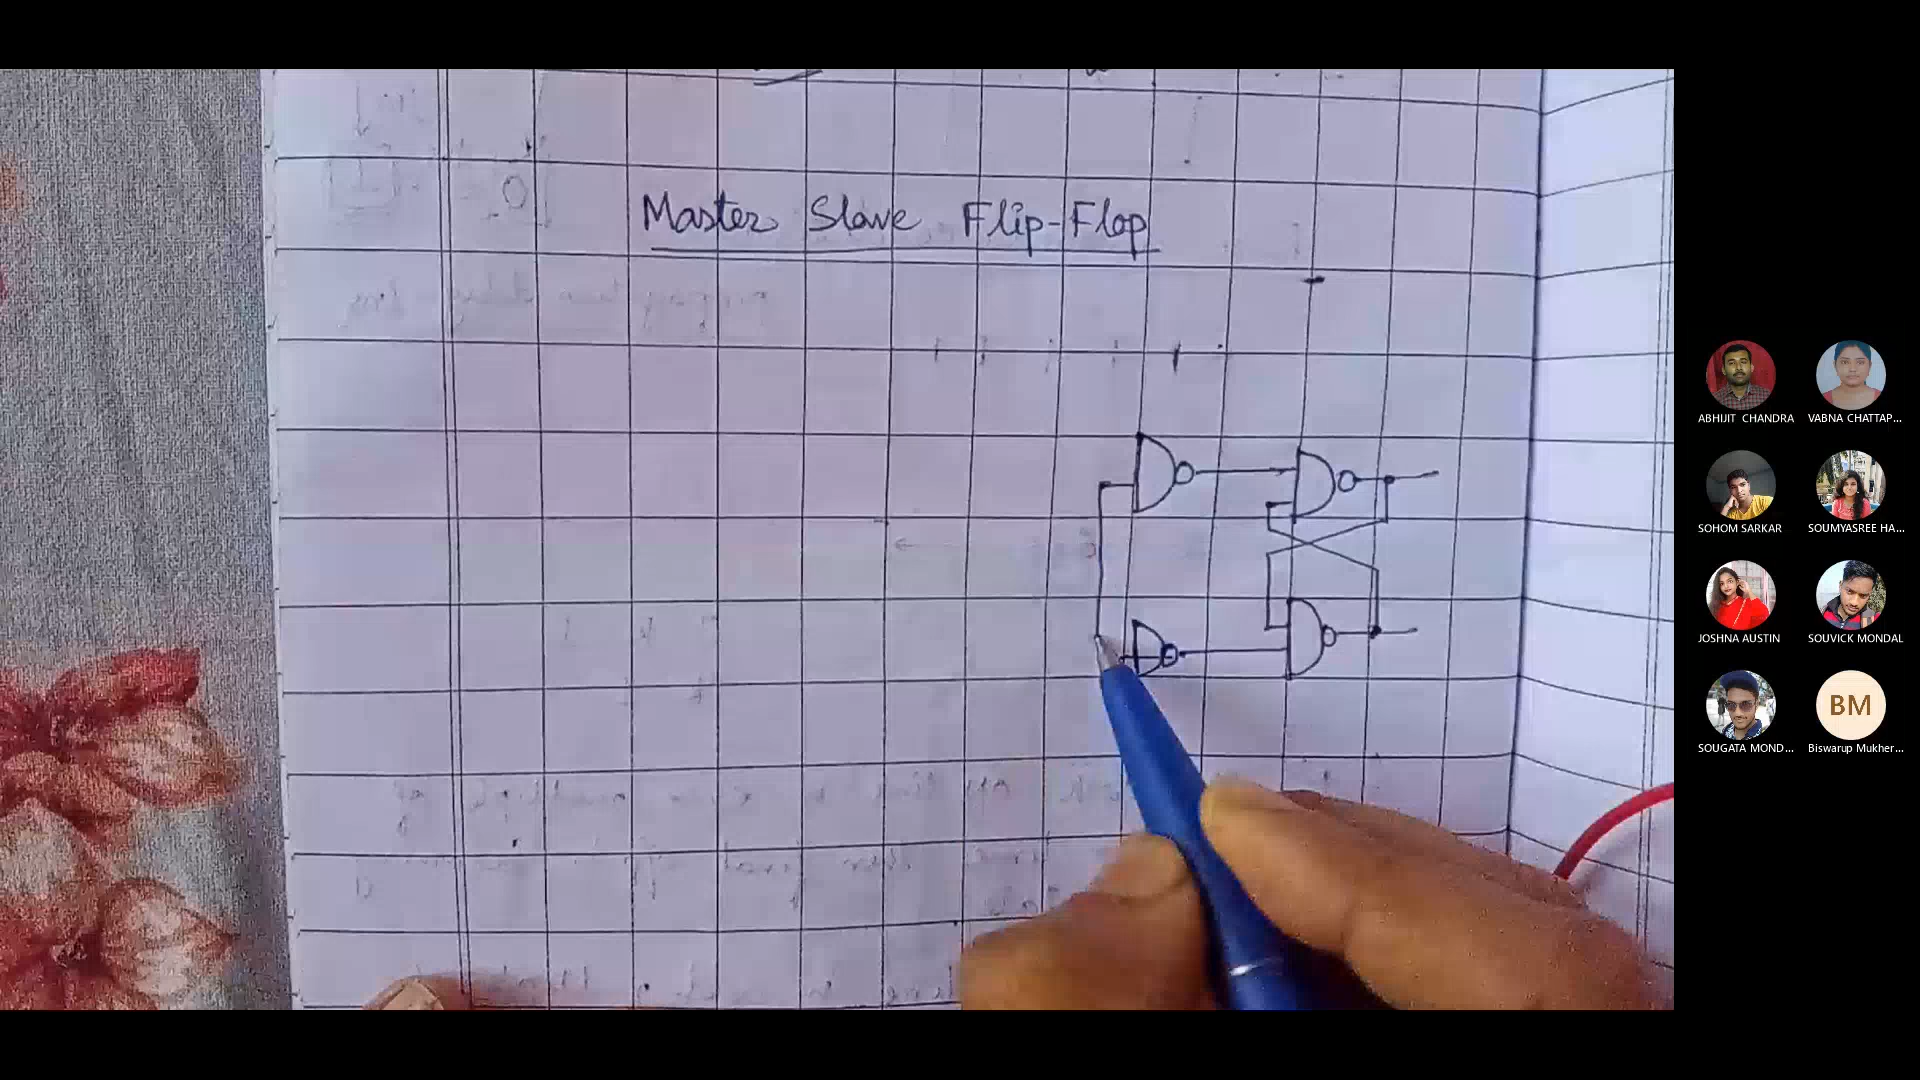 Master Slave Flip-Flop
ABHIJIT CHANDRA
VABNA CHATTAP...
SOHOM SARKAR
SOUMYASREE HA...
JOSHNA AUSTIN
SOUVICK MONDAL
BM
SOUGATA MOND...
Biswarup Mukher...